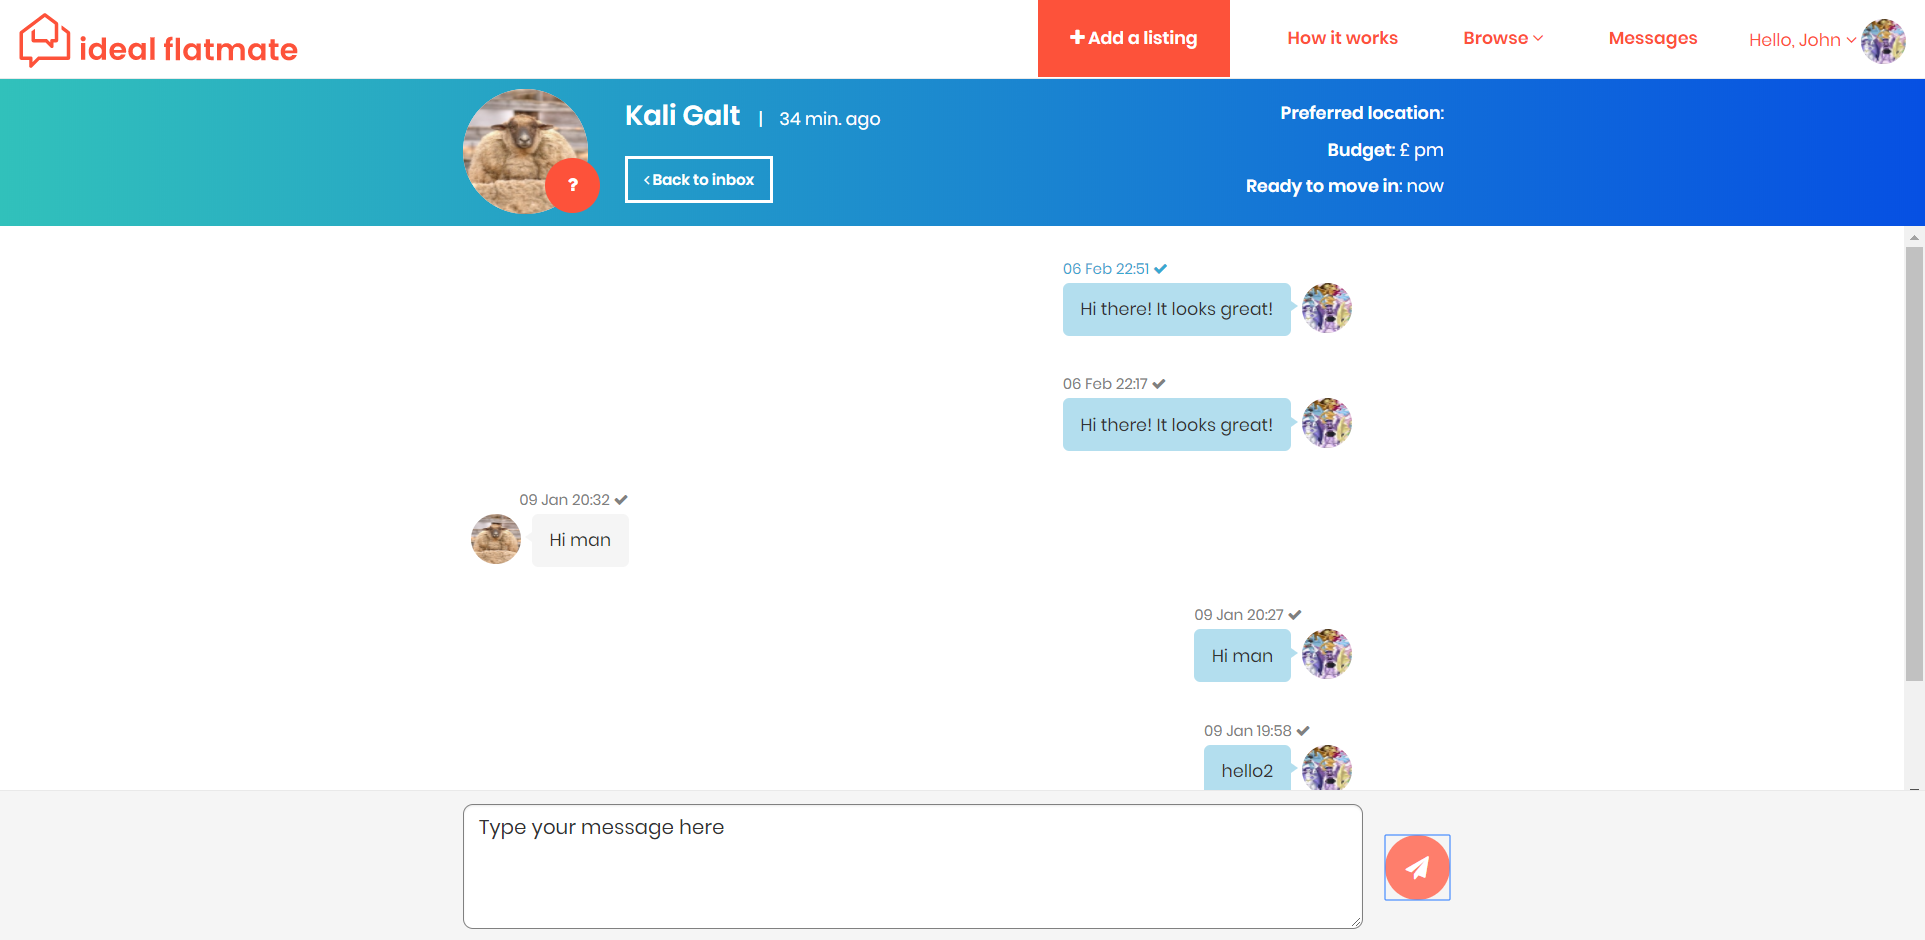 ideal flatmate
Add a listing
How it works
Browse
Messages
Hello, John
Kali Galt | 34 min. ago
?
Back to inbox
Preferred location:
Budget: £ pm
Ready to move in: now
06 Feb 22:51
Hi there! It looks great!
06 Feb 22:17
Hi there! It looks great!
09 Jan 20:32
Hi man
09 Jan 20:27
Hi man
09 Jan 19:58
hello2
Type your message here